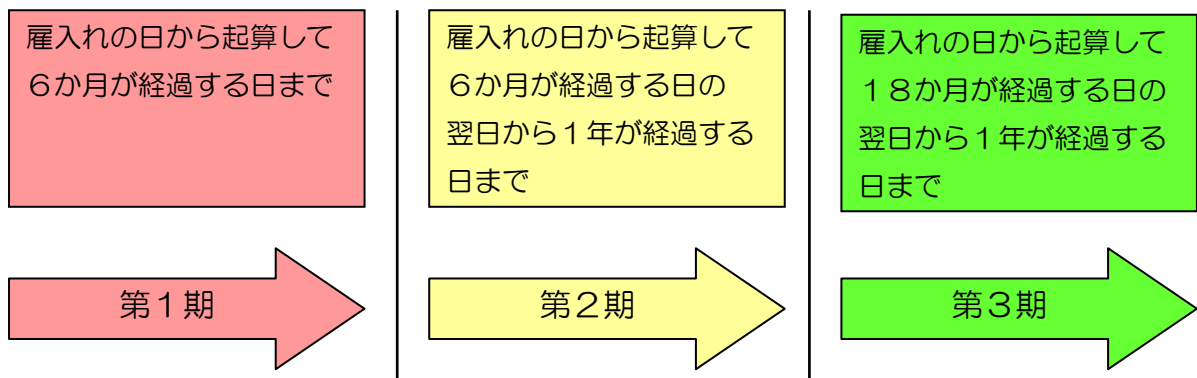 雇入れの日から起算して
６か月が経過する日まで
雇入れの日から起算して
６か月が経過する日の
翌日から１年が経過する
日まで
雇入れの日から起算して
１８か月が経過する日の
翌日から１年が経過する
日まで
第１期
第２期
第３期